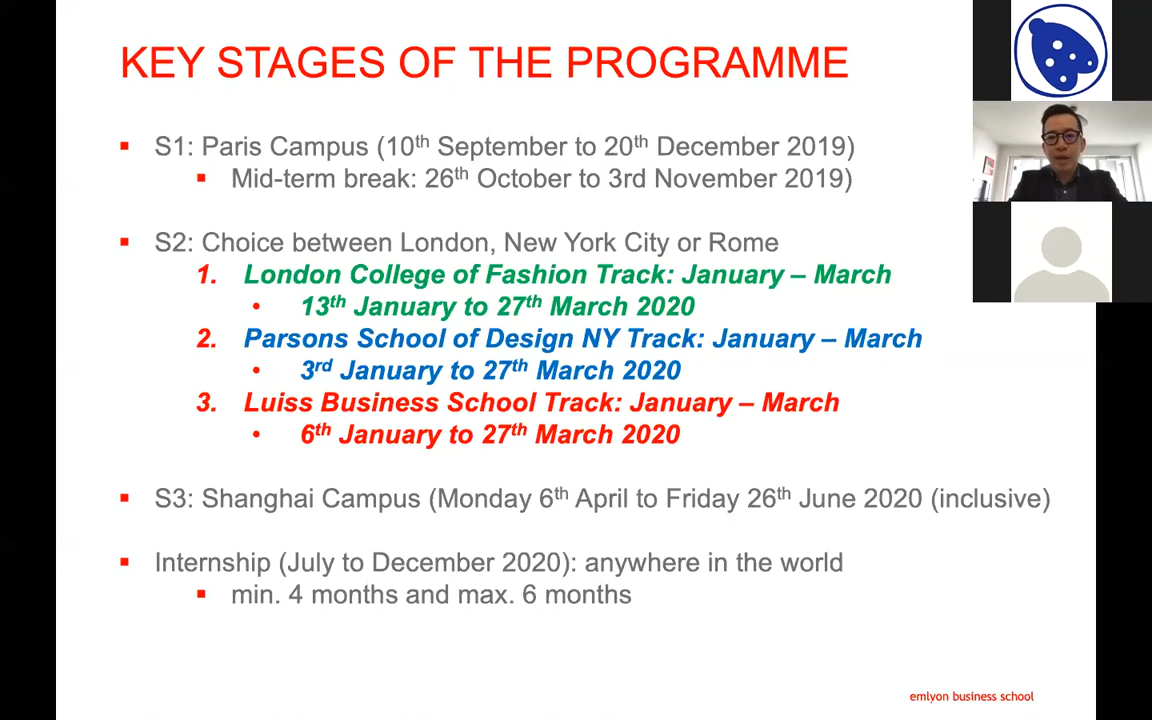 KEY STAGES OF THE PROGRAMME
▪ S1: Paris Campus (10th September to 20th December 2019)
▪ Mid-term break: 26th October to 3rd November 2019)
▪ S2: Choice between London, New York City or Rome
1. London College of Fashion Track: January – March
• 13th January to 27th March 2020
2. Parsons School of Design NY Track: January – March
• 3rd January to 27th March 2020
3. Luiss Business School Track: January – March
• 6th January to 27th March 2020
▪ S3: Shanghai Campus (Monday 6th April to Friday 26th June 2020 (inclusive)
▪ Internship (July to December 2020): anywhere in the world
▪ min. 4 months and max. 6 months
emlyon business school